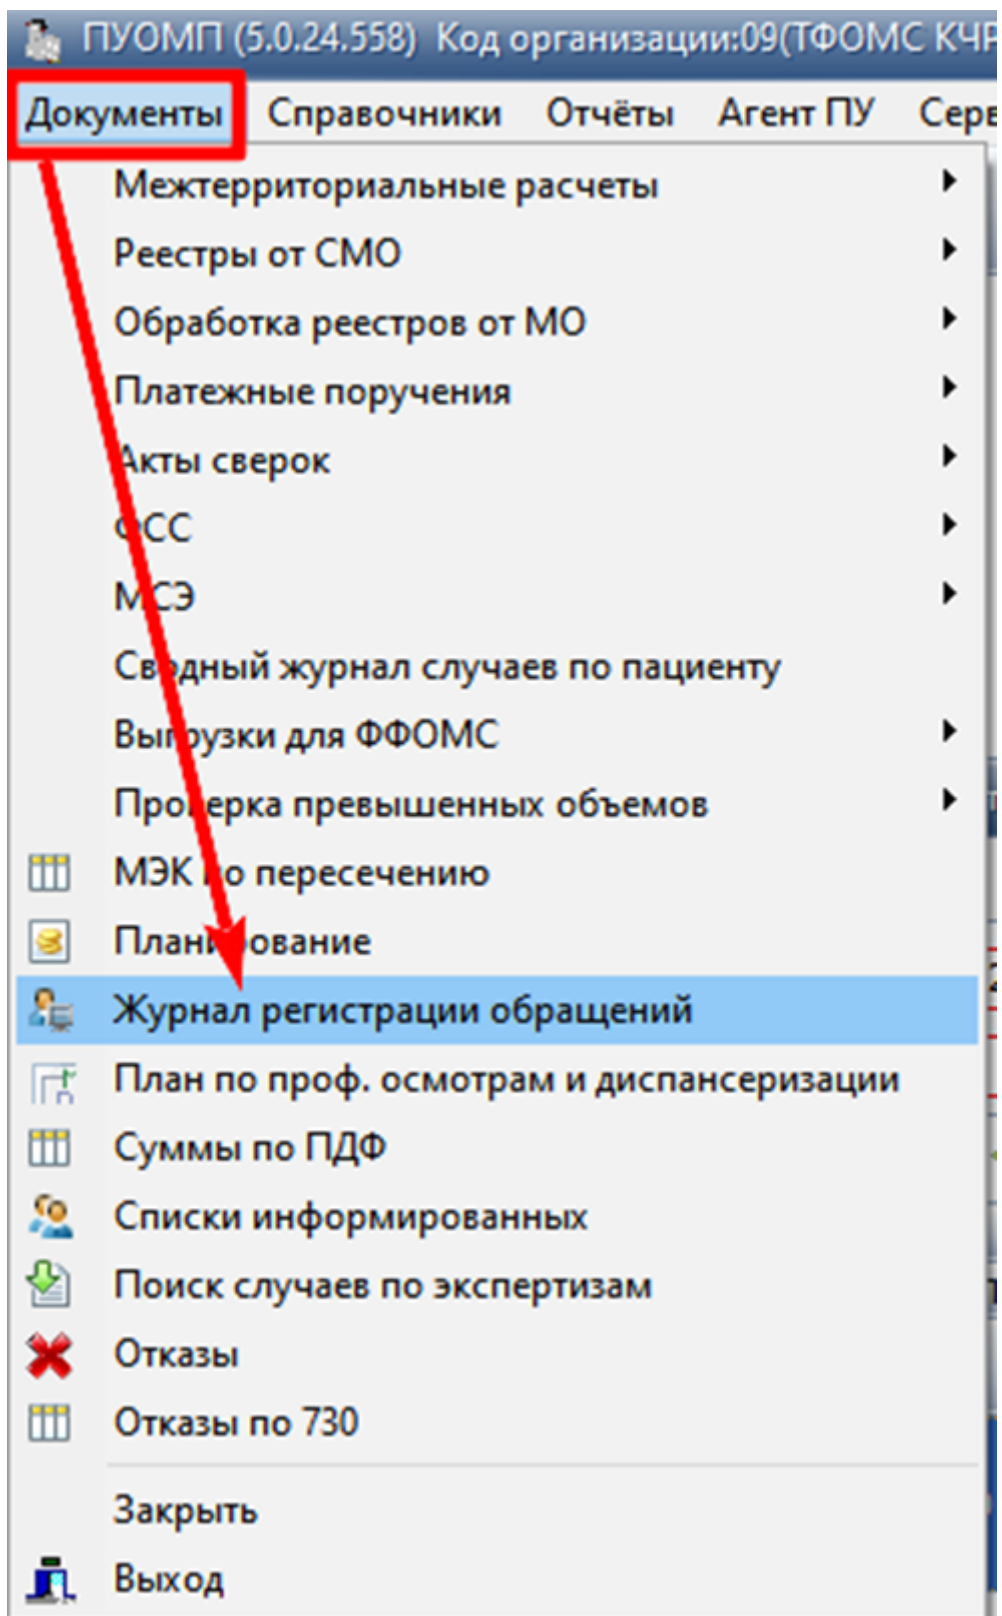 ПУОМП (5.0.24.558) Код организации:09(ТФОМС КЧР
Документы Справочники Отчёты Агент ПУ Серв
Межтерриториальные расчеты
Реестры от СМО
Обработка реестров от МО
Платежные поручения
Акты сверок
ФСС
МСЭ
Сводный журнал случаев по пациенту
Выгрузки для ФФОМС
Проверка превышенных объемов
МЭК по пересечению
Планирование
Журнал регистрации обращений
План по проф. осмотрам и диспансеризации
Суммы по ПДФ
Списки информированных
Поиск случаев по экспертизам
Отказы
Отказы по 730
Закрыть
Выход